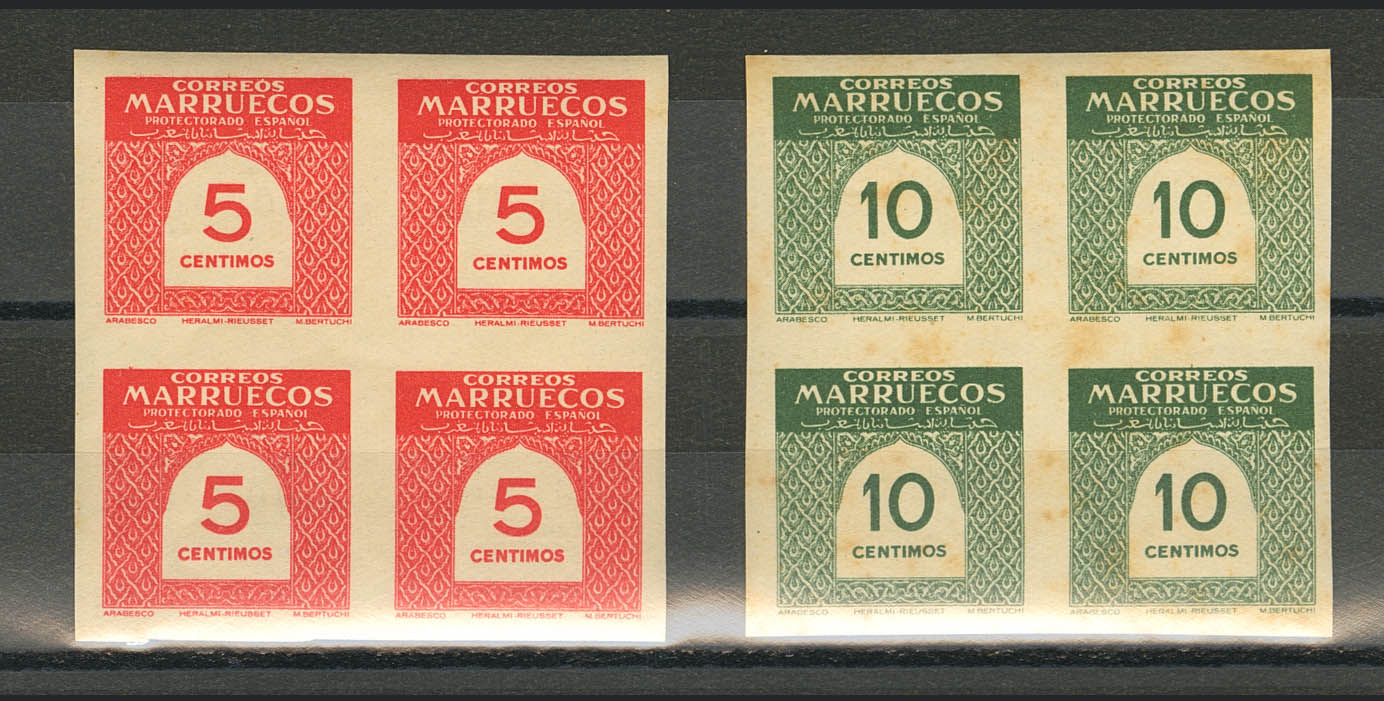 CORREOS
MARRUECOS
PROTECTORADO ESPAÑOL
5
CENTIMOS
ARABESCO HERALMI-RIEUSSET M.BERTUCHI
CORREOS
MARRUECOS
PROTECTORADO ESPAÑOL
5
CENTIMOS
ARABESCO HERALMI-RIEUSSET M.BERTUCHI
CORREOS
MARRUECOS
PROTECTORADO ESPAÑOL
10
CENTIMOS
ARABESCO HERALMI-RIEUSSET M.BERTUCHI
CORREOS
MARRUECOS
PROTECTORADO ESPAÑOL
10
CENTIMOS
ARABESCO HERALMI-RIEUSSET M.BERTUCHI
CORREOS
MARRUECOS
PROTECTORADO ESPAÑOL
5
CENTIMOS
ARABESCO HERALMI-RIEUSSET M.BERTUCHI
CORREOS
MARRUECOS
PROTECTORADO ESPAÑOL
5
CENTIMOS
ARABESCO HERALMI-RIEUSSET M.BERTUCHI
CORREOS
MARRUECOS
PROTECTORADO ESPAÑOL
10
CENTIMOS
ARABESCO HERALMI-RIEUSSET M.BERTUCHI
CORREOS
MARRUECOS
PROTECTORADO ESPAÑOL
10
CENTIMOS
ARABESCO HERALMI-RIEUSSET M.BERTUCHI